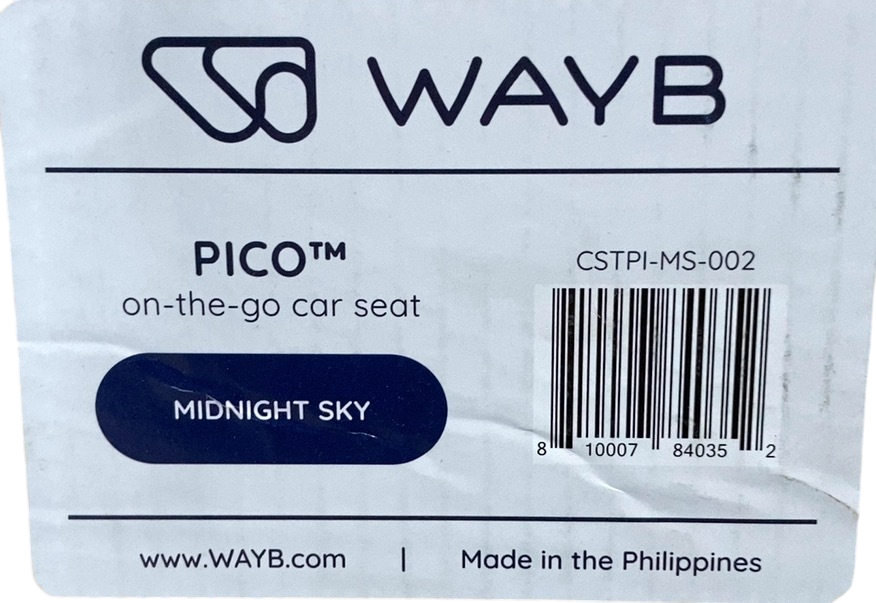 WAYB
PICO™
on-the-go car seat
MIDNIGHT SKY
CSTPI-MS-002
8 10007 84035 2
www.WAYB.com | Made in the Philippines